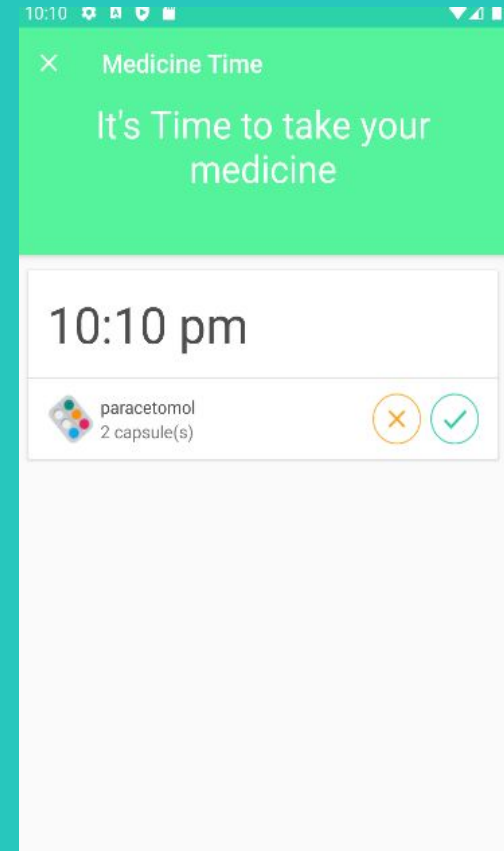 10:10
Medicine Time
It's Time to take your
medicine
10:10 pm
paracetomol
2 capsule(s)